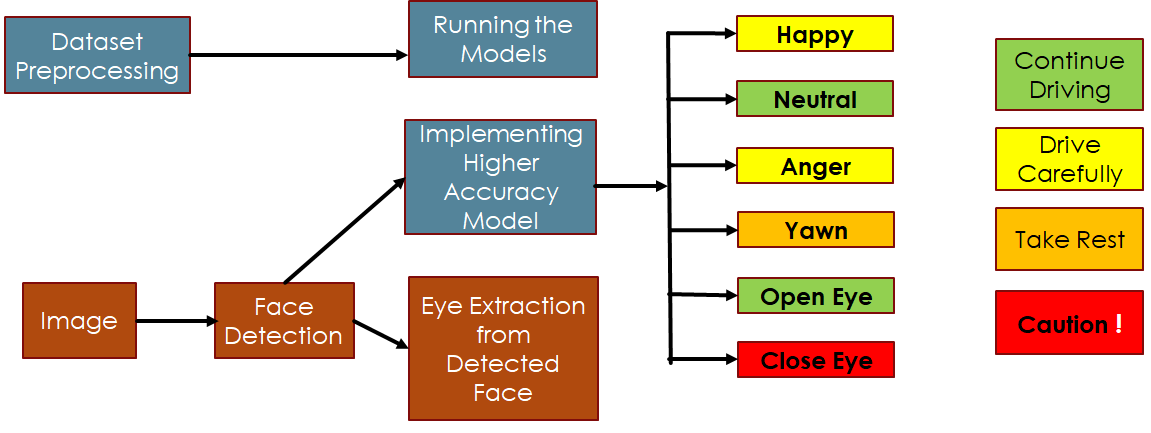 Dataset
Preprocessing
Running the
Models
Implementing
Higher
Accuracy
Model
Image
Face
Detection
Eye Extraction
from
Detected
Face
Happy
Neutral
Anger
Yawn
Open Eye
Close Eye
Continue
Driving
Drive
Carefully
Take Rest
Caution !